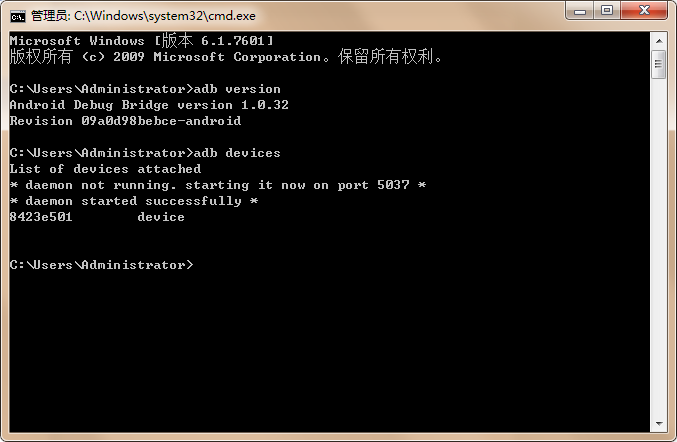 管理员: C:\Windows\system32\cmd.exe
Microsoft Windows [版本 6.1.7601]
版权所有 (c) 2009 Microsoft Corporation。保留所有权利。
C:\Users\Administrator>adb version
Android Debug Bridge version 1.0.32
Revision 09a0d98bebce-android
C:\Users\Administrator>adb devices
List of devices attached
* daemon not running. starting it now on port 5037 *
* daemon started successfully *
8423e501        device
C:\Users\Administrator>